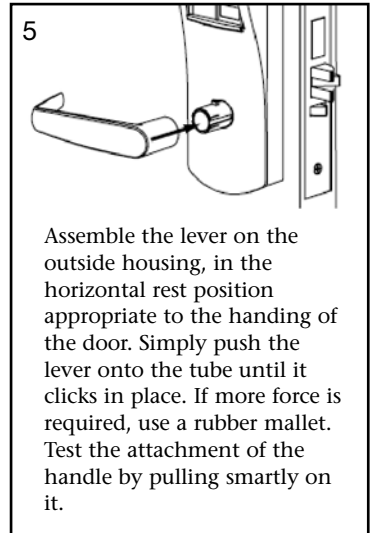 5
Assemble the lever on the
outside housing, in the
horizontal rest position
appropriate to the handing of
the door. Simply push the
lever onto the tube until it
clicks in place. If more force is
required, use a rubber mallet.
Test the attachment of the
handle by pulling smartly on
it.